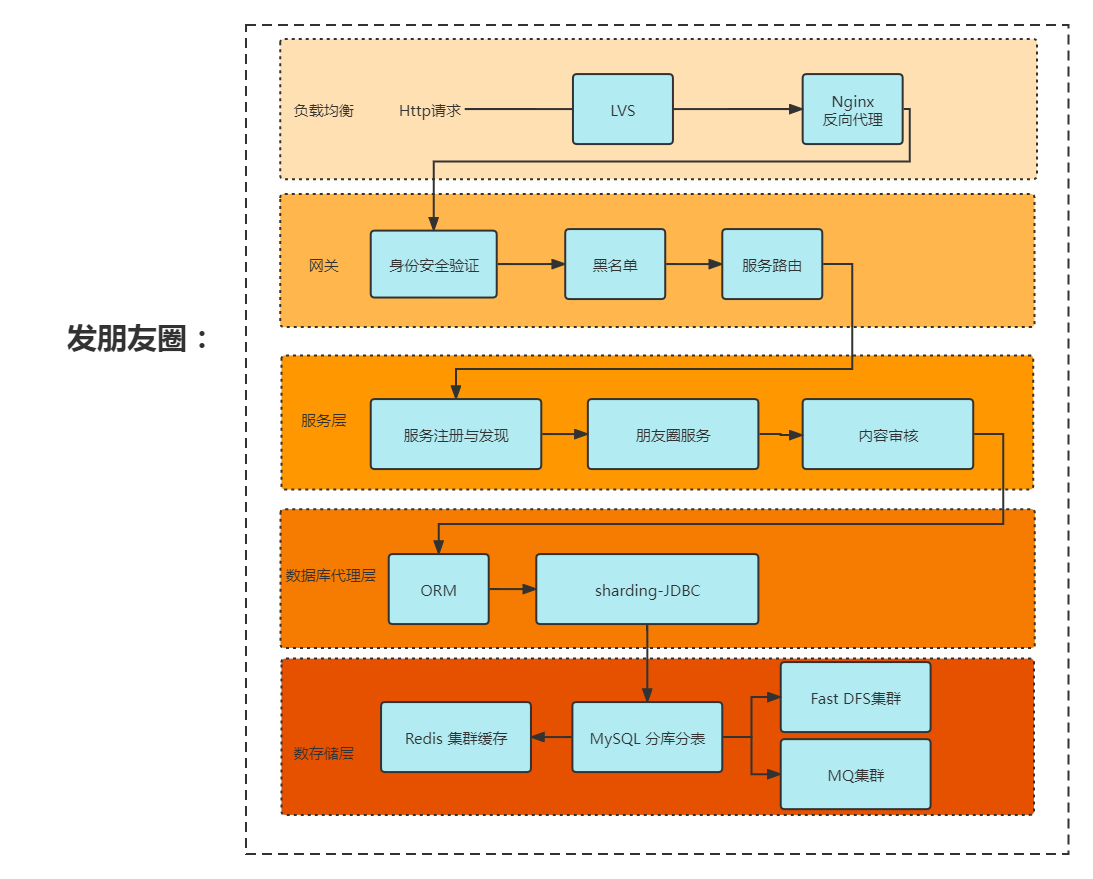 发朋友圈：
负载均衡
Http请求
LVS
Nginx
反向代理
网关
身份安全验证
黑名单
服务路由
服务层
服务注册与发现
朋友圈服务
内容审核
数据库代理层
ORM
sharding-JDBC
数存储层
Redis 集群缓存
MySQL 分库分表
Fast DFS集群
MQ集群